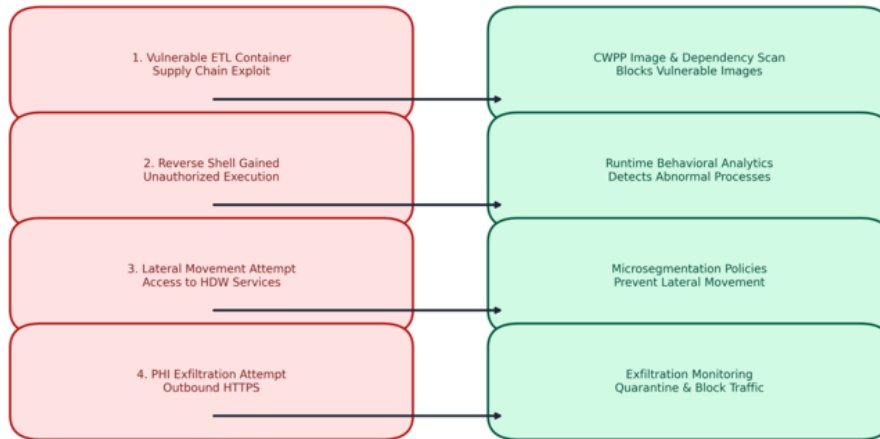 1. Vulnerable ETL Container
Supply Chain Exploit
CWPP Image & Dependency Scan
Blocks Vulnerable Images
2. Reverse Shell Gained
Unauthorized Execution
Runtime Behavioral Analytics
Detects Abnormal Processes
3. Lateral Movement Attempt
Access to HDW Services
Microsegmentation Policies
Prevent Lateral Movement
4. PHI Exfiltration Attempt
Outbound HTTPS
Exfiltration Monitoring
Quarantine & Block Traffic